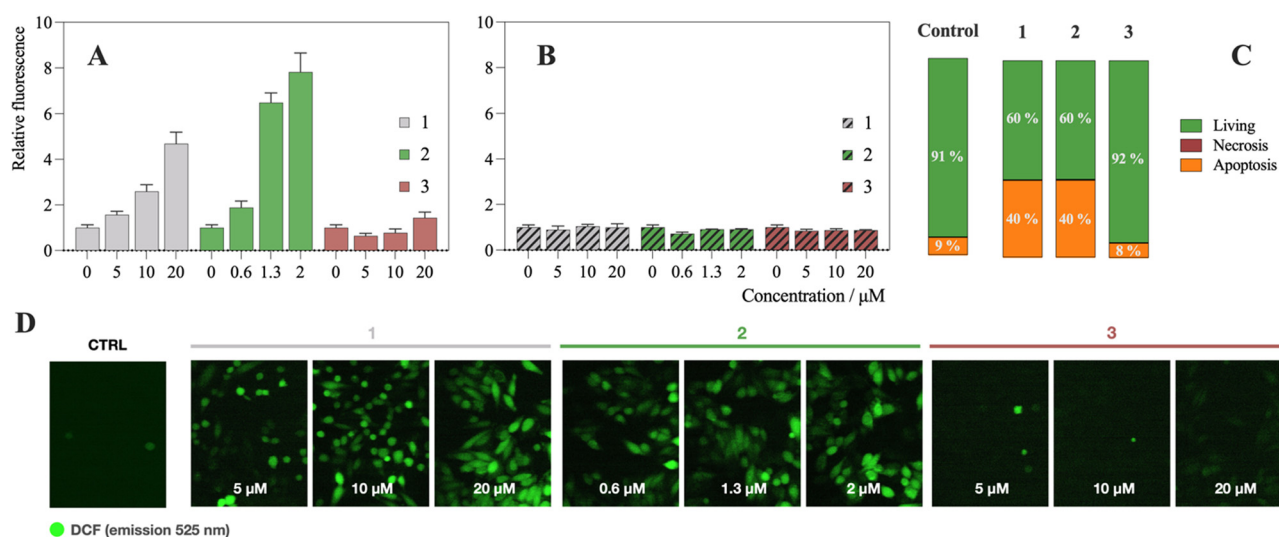 A
Relative fluorescence
10
8
6
4
2
0
1
2
3
0 5 10 20 0 0.6 1.3 2 0 5 10 20
B
10
8
6
4
2
0
1
2
3
0 5 10 20 0 0.6 1.3 2 0 5 10 20
Concentration / μM
C
Control 1 2 3
91 % 60 % 60 % 92 %
9 % 40 % 40 % 8 %
Living
Necrosis
Apoptosis
D
CTRL 1 2 3
5 μM 10 μM 20 μM 0.6 μM 1.3 μM 2 μM 5 μM 10 μM 20 μM
DCF (emission 525 nm)